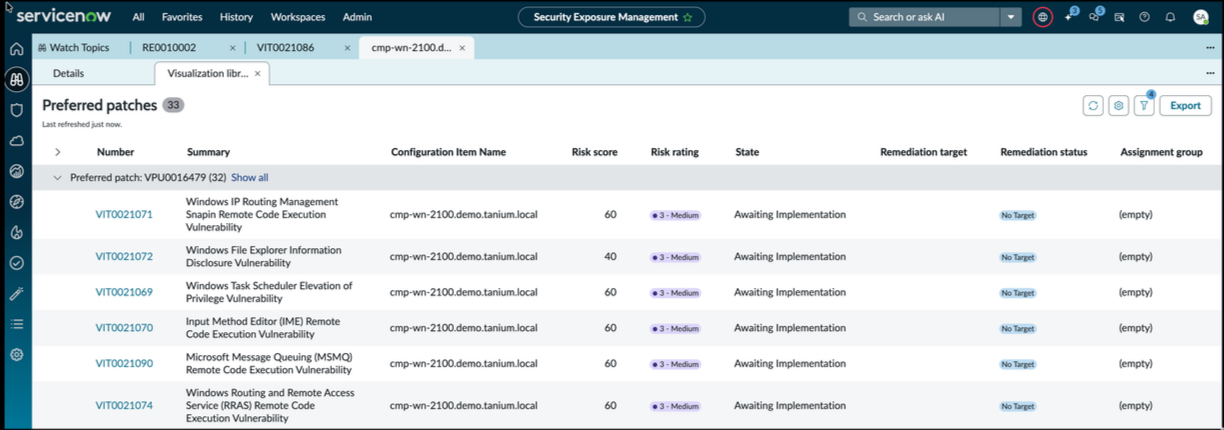 servicenow All Favorites History Workspaces Admin Security Exposure Management ☆ Search or ask AI 3 5 SA
Watch Topics RE0010002 × VIT0021086 × cmp-wn-2100.d... × ...
Details Visualization libr... × ...
Preferred patches 33 4 Export
Last refreshed just now.
Number Summary Configuration Item Name Risk score Risk rating State Remediation target Remediation status Assignment group
Preferred patch: VPU0016479 (32) Show all
Windows IP Routing Management
VIT0021071 Snapin Remote Code Execution cmp-wn-2100.demo.tanium.local 60 3 - Medium Awaiting Implementation No Target (empty)
Vulnerability
Windows File Explorer Information
VIT0021072 cmp-wn-2100.demo.tanium.local 40 3 - Medium Awaiting Implementation No Target (empty)
Disclosure Vulnerability
Windows Task Scheduler Elevation of
VIT0021069 cmp-wn-2100.demo.tanium.local 60 3 - Medium Awaiting Implementation No Target (empty)
Privilege Vulnerability
Input Method Editor (IME) Remote
VIT0021070 cmp-wn-2100.demo.tanium.local 60 3 - Medium Awaiting Implementation No Target (empty)
Code Execution Vulnerability
Microsoft Message Queuing (MSMQ)
VIT0021090 cmp-wn-2100.demo.tanium.local 60 3 - Medium Awaiting Implementation No Target (empty)
Remote Code Execution Vulnerability
Windows Routing and Remote Access
VIT0021074 Service (RRAS) Remote Code cmp-wn-2100.demo.tanium.local 60 3 - Medium Awaiting Implementation No Target (empty)
Execution Vulnerability